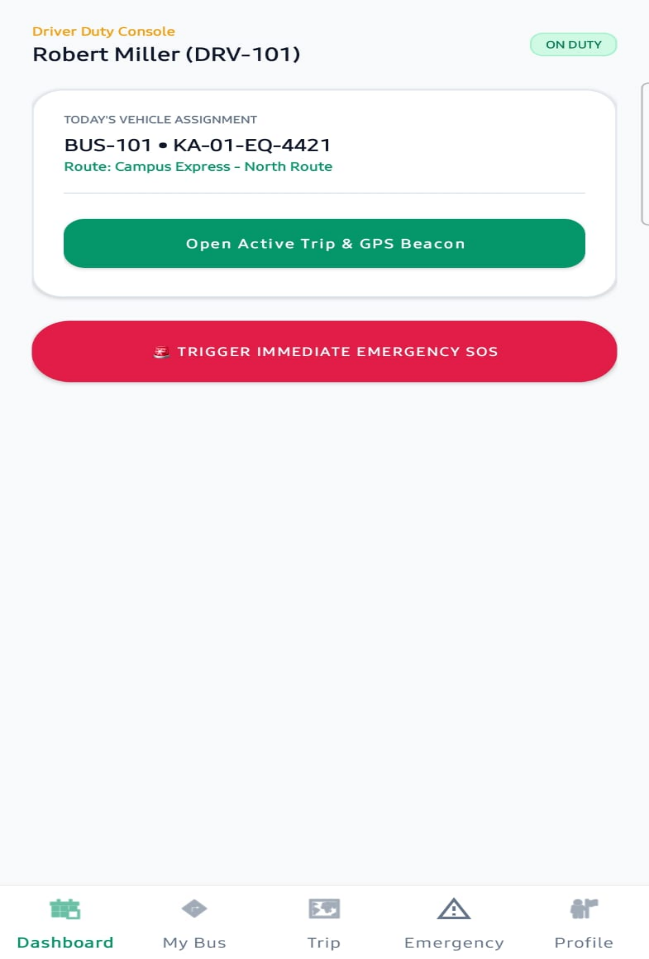 Driver Duty Console
Robert Miller (DRV-101)
ON DUTY
TODAY'S VEHICLE ASSIGNMENT
BUS-101 • KA-01-EQ-4421
Route: Campus Express - North Route
Open Active Trip & GPS Beacon
🚨 TRIGGER IMMEDIATE EMERGENCY SOS
Dashboard
My Bus
Trip
Emergency
Profile